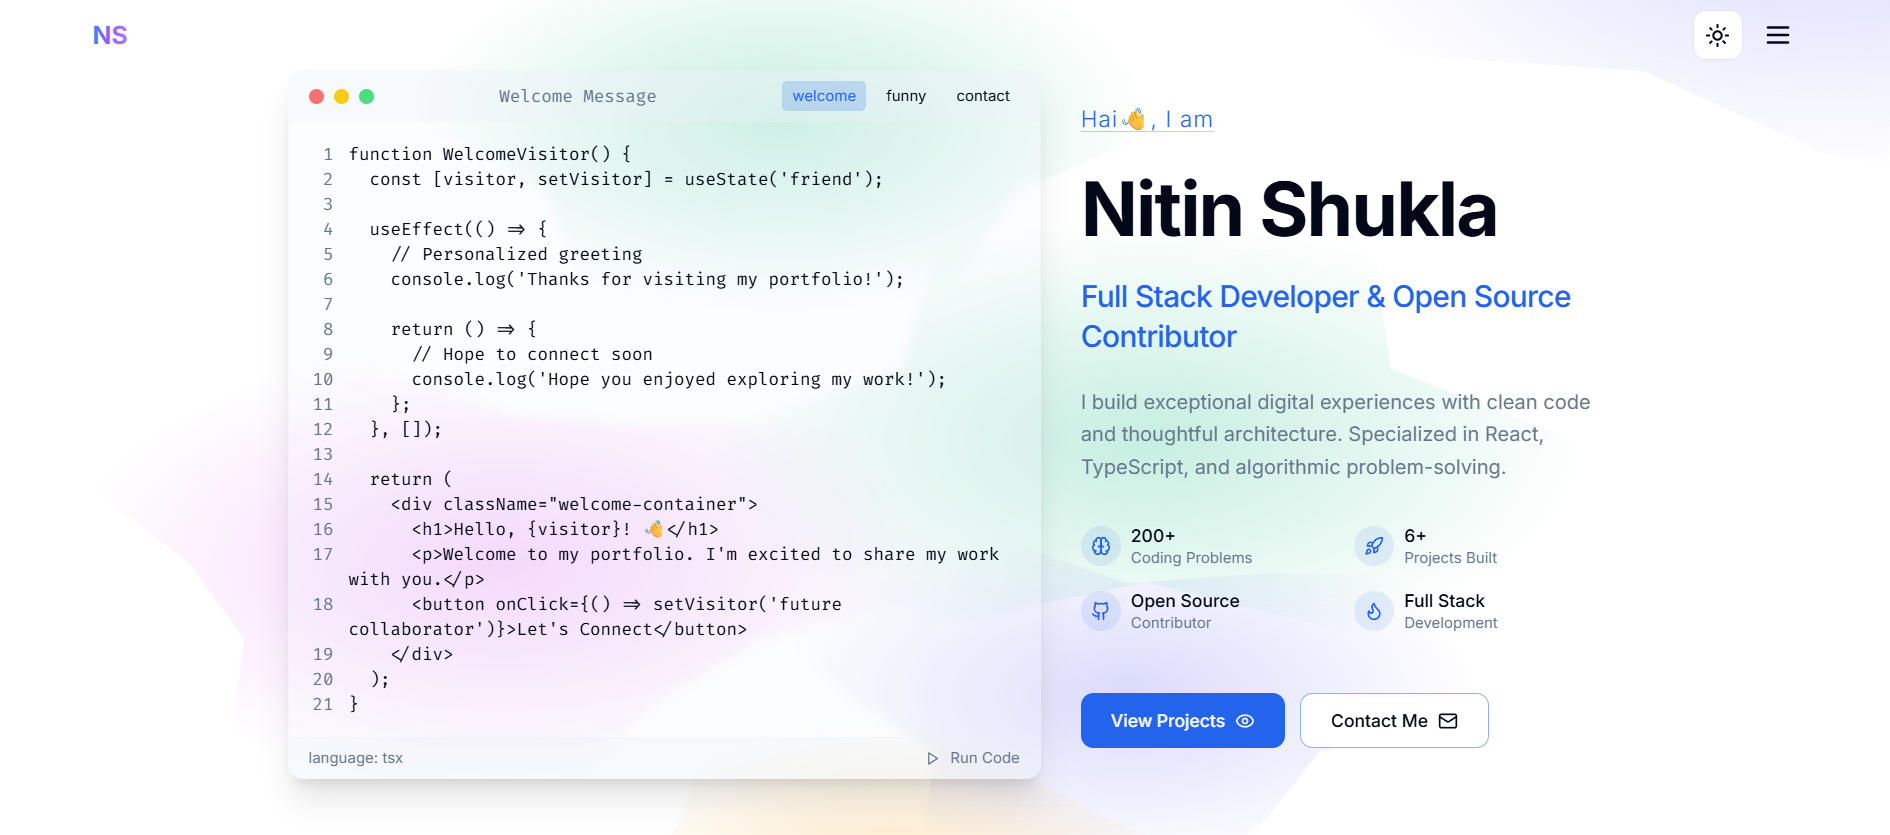 NS
Welcome Message
welcome
funny
contact
1 function WelcomeVisitor() {
2   const [visitor, setVisitor] = useState('friend');
3
4   useEffect(() => {
5     // Personalized greeting
6     console.log('Thanks for visiting my portfolio!');
7
8     return () => {
9       // Hope to connect soon
10       console.log('Hope you enjoyed exploring my work!');
11     };
12   }, []);
13
14   return (
15     <div className="welcome-container">
16       <h1>Hello, {visitor}! 👋</h1>
17       <p>Welcome to my portfolio. I'm excited to share my work
with you.</p>
18       <button onClick={() => setVisitor('future
collaborator')}>Let's Connect</button>
19     </div>
20   );
21 }
language: tsx
Run Code
Hai👋, I am
Nitin Shukla
Full Stack Developer & Open Source
Contributor
I build exceptional digital experiences with clean code
and thoughtful architecture. Specialized in React,
TypeScript, and algorithmic problem-solving.
200+
Coding Problems
6+
Projects Built
Open Source
Contributor
Full Stack
Development
View Projects
Contact Me